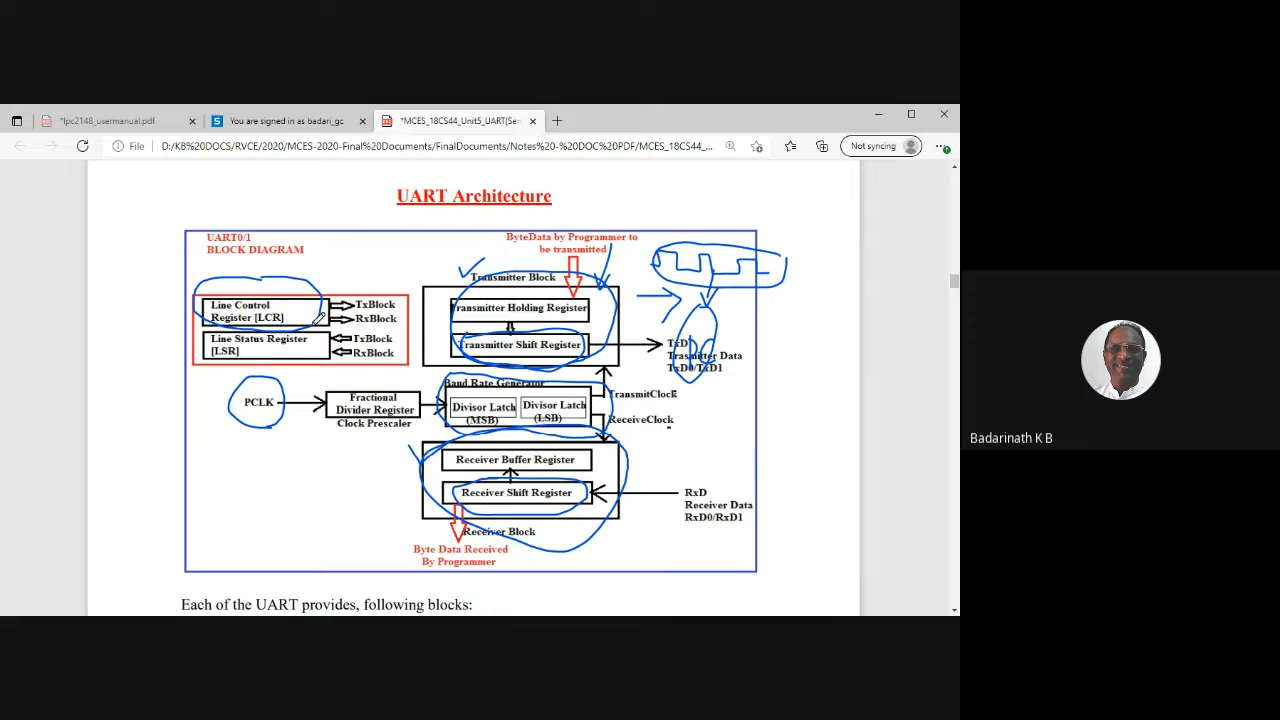 *lpc2148_usermanual.pdf
You are signed in as badari_gc
*MCES_18CS44_Unit5_UART(Sen
File
D:/KB%20DOCS/RVCE/2020/MCES-2020-Final%20Documents/FinalDocuments/Notes%20-%20DOC%20PDF/MCES_18CS44_...
Not syncing
UART Architecture
UART0/1
BLOCK DIAGRAM
ByteData by Programmer to
be transmitted
Transmitter Block
Line Control
Register [LCR]
TxBlock
RxBlock
Transmitter Holding Register
Line Status Register
[LSR]
TxBlock
RxBlock
Transmitter Shift Register
TxD
Trasmitter Data
TxD0/TxD1
PC
Band Rate Generator
PCLK
Fractional
Divider Register
Clock Prescaler
Divisor Latch
(MSB)
Divisor Latch
(LSB)
TransmitClock
ReceiveClock
Receiver Buffer Register
Receiver Shift Register
RxD
Receiver Data
RxD0/RxD1
Receiver Block
Byte Data Received
By Programmer
Each of the UART provides, following blocks:
Badarinath K B